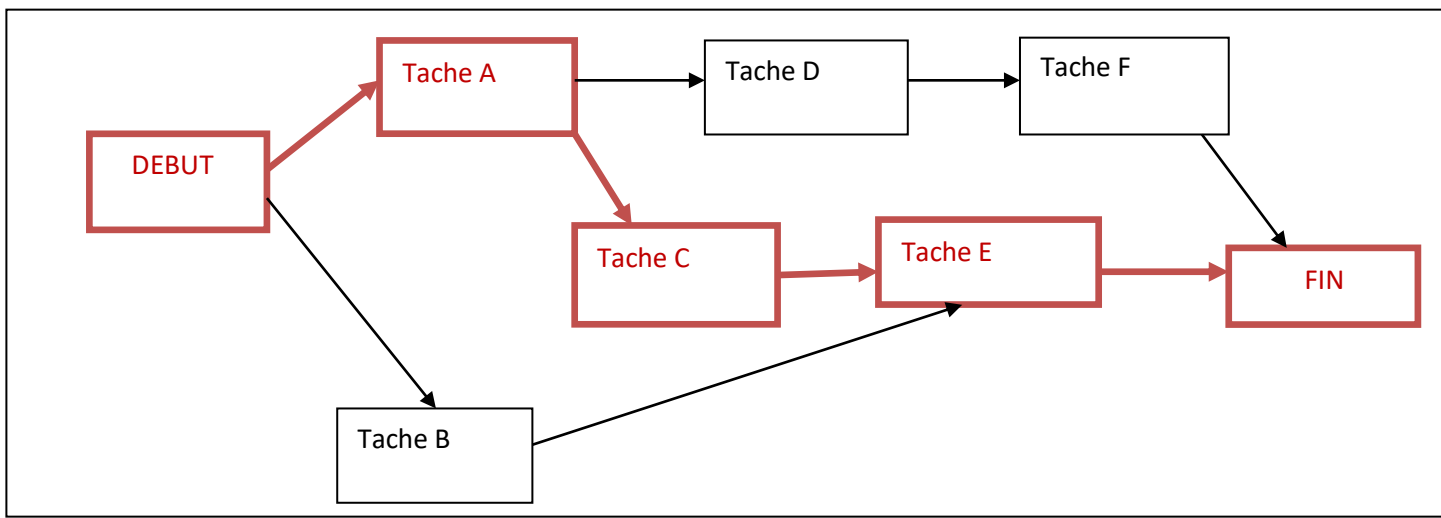 Tache A
Tache D
Tache F
DEBUT
Tache C
Tache E
FIN
Tache B